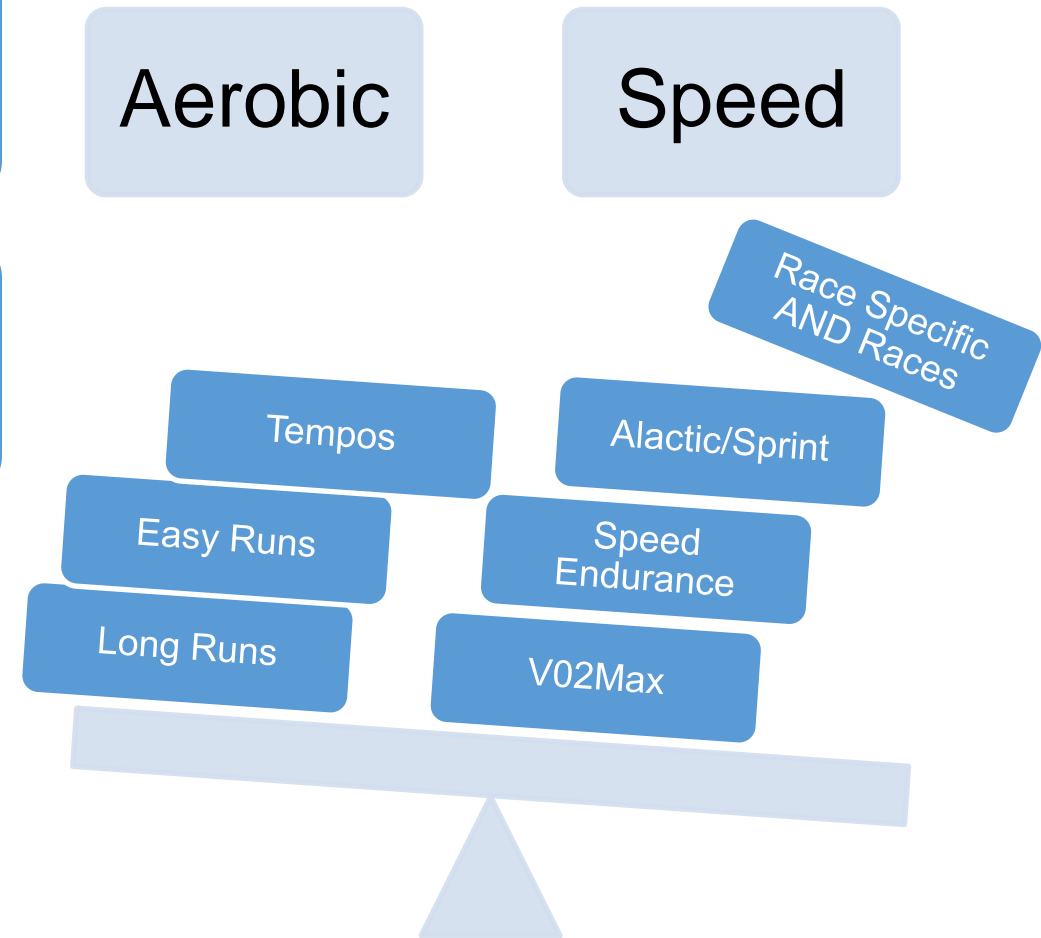 Aerobic
Speed
Race Specific
AND Races
Tempos
Alactic/Sprint
Easy Runs
Speed
Endurance
Long Runs
V02Max